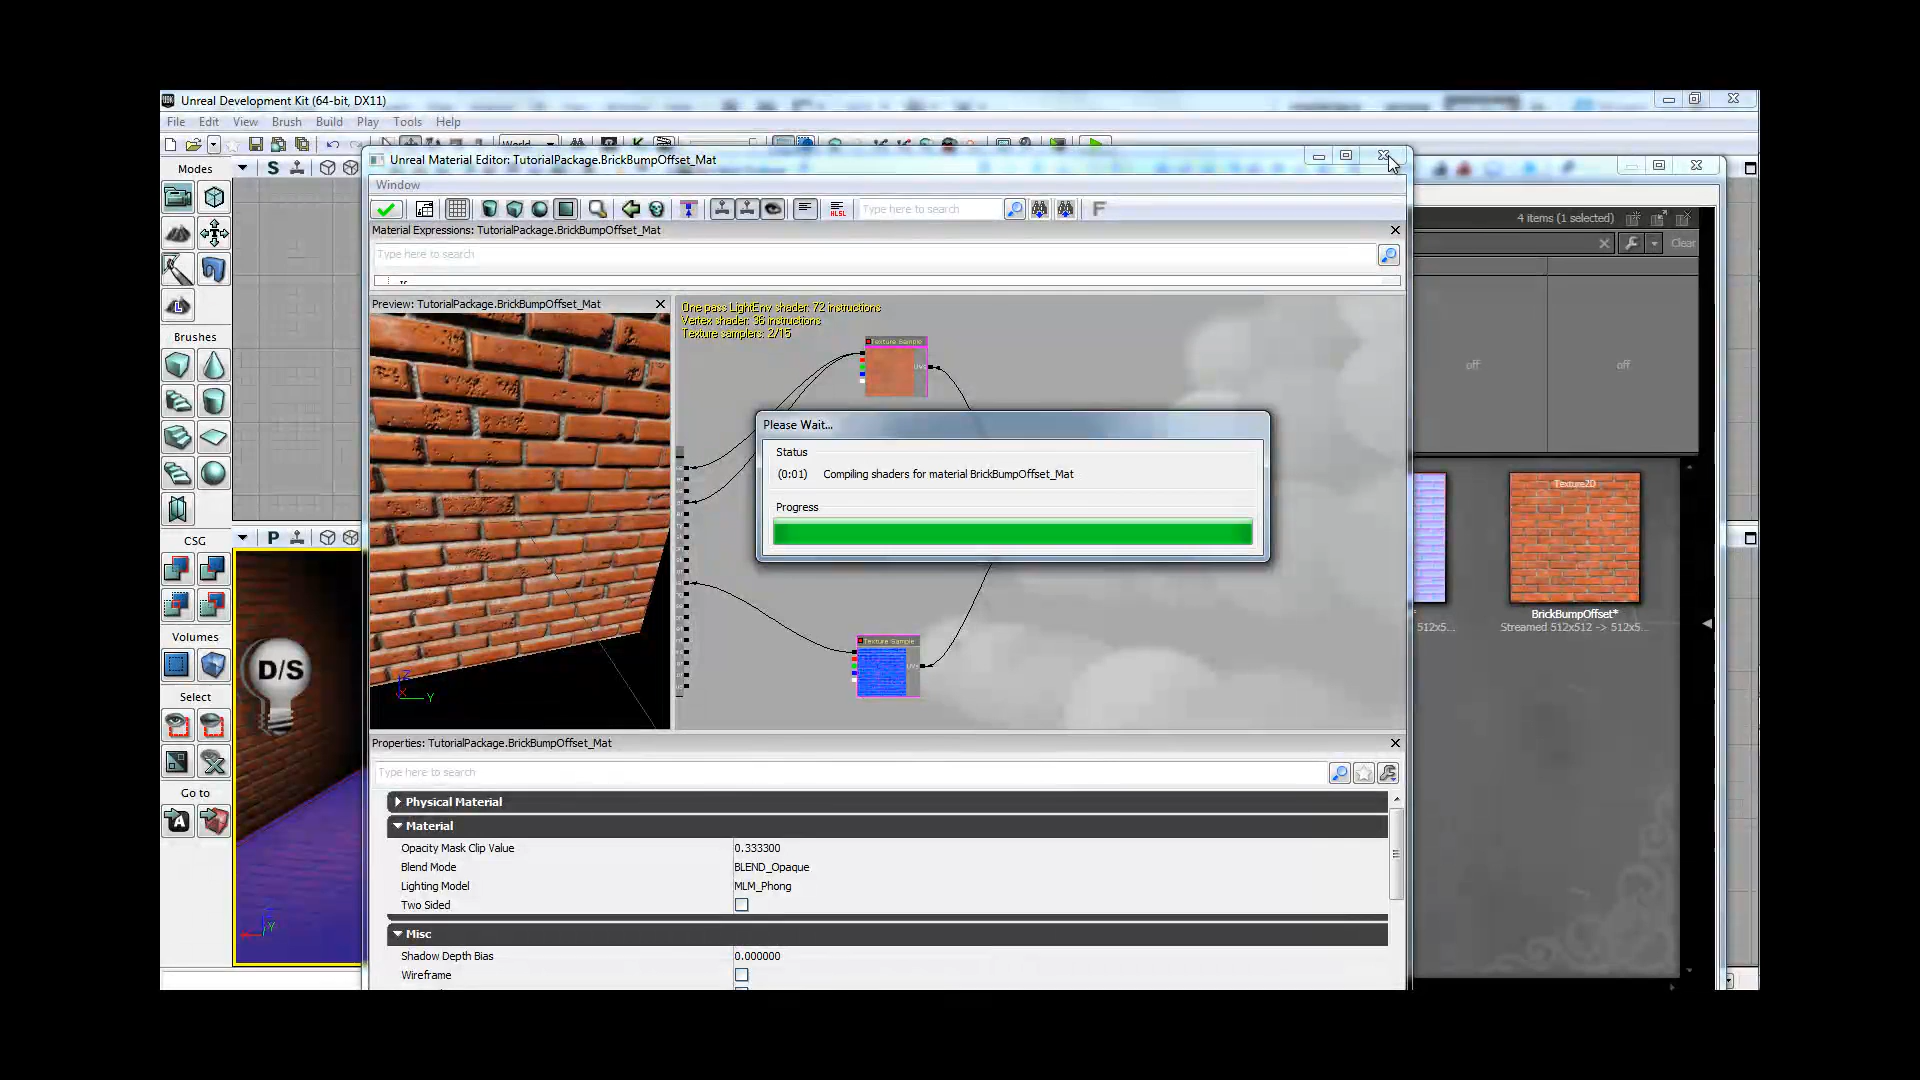 Unreal Development Kit (64-bit, DX11)
File Edit View Brush Build Play Tools Help
World
Modes
S
Unreal Material Editor: TutorialPackage.BrickBumpOffset_Mat
Window
HLSL
Type here to search
F
4 items (1 selected)
Clear
Material Expressions: TutorialPackage.BrickBumpOffset_Mat
Type here to search
Preview: TutorialPackage.BrickBumpOffset_Mat
One pass LightEnv shader: 72 instructions
Vertex shader: 36 instructions
Texture samplers: 2/15
Texture Sample
UVs
off
off
Brushes
Please Wait...
Status
(0:01) Compiling shaders for material BrickBumpOffset_Mat
Progress
Texture2D
BrickBumpOffset*
512x5...
Streamed 512x512 -> 512x5...
P
CSG
Volumes
D/S
Texture Sample
UVs
X
Y
Select
Go to
A
Y
Properties: TutorialPackage.BrickBumpOffset_Mat
Type here to search
Physical Material
Material
Opacity Mask Clip Value 0.333300
Blend Mode BLEND_Opaque
Lighting Model MLM_Phong
Two Sided
Misc
Shadow Depth Bias 0.000000
Wireframe